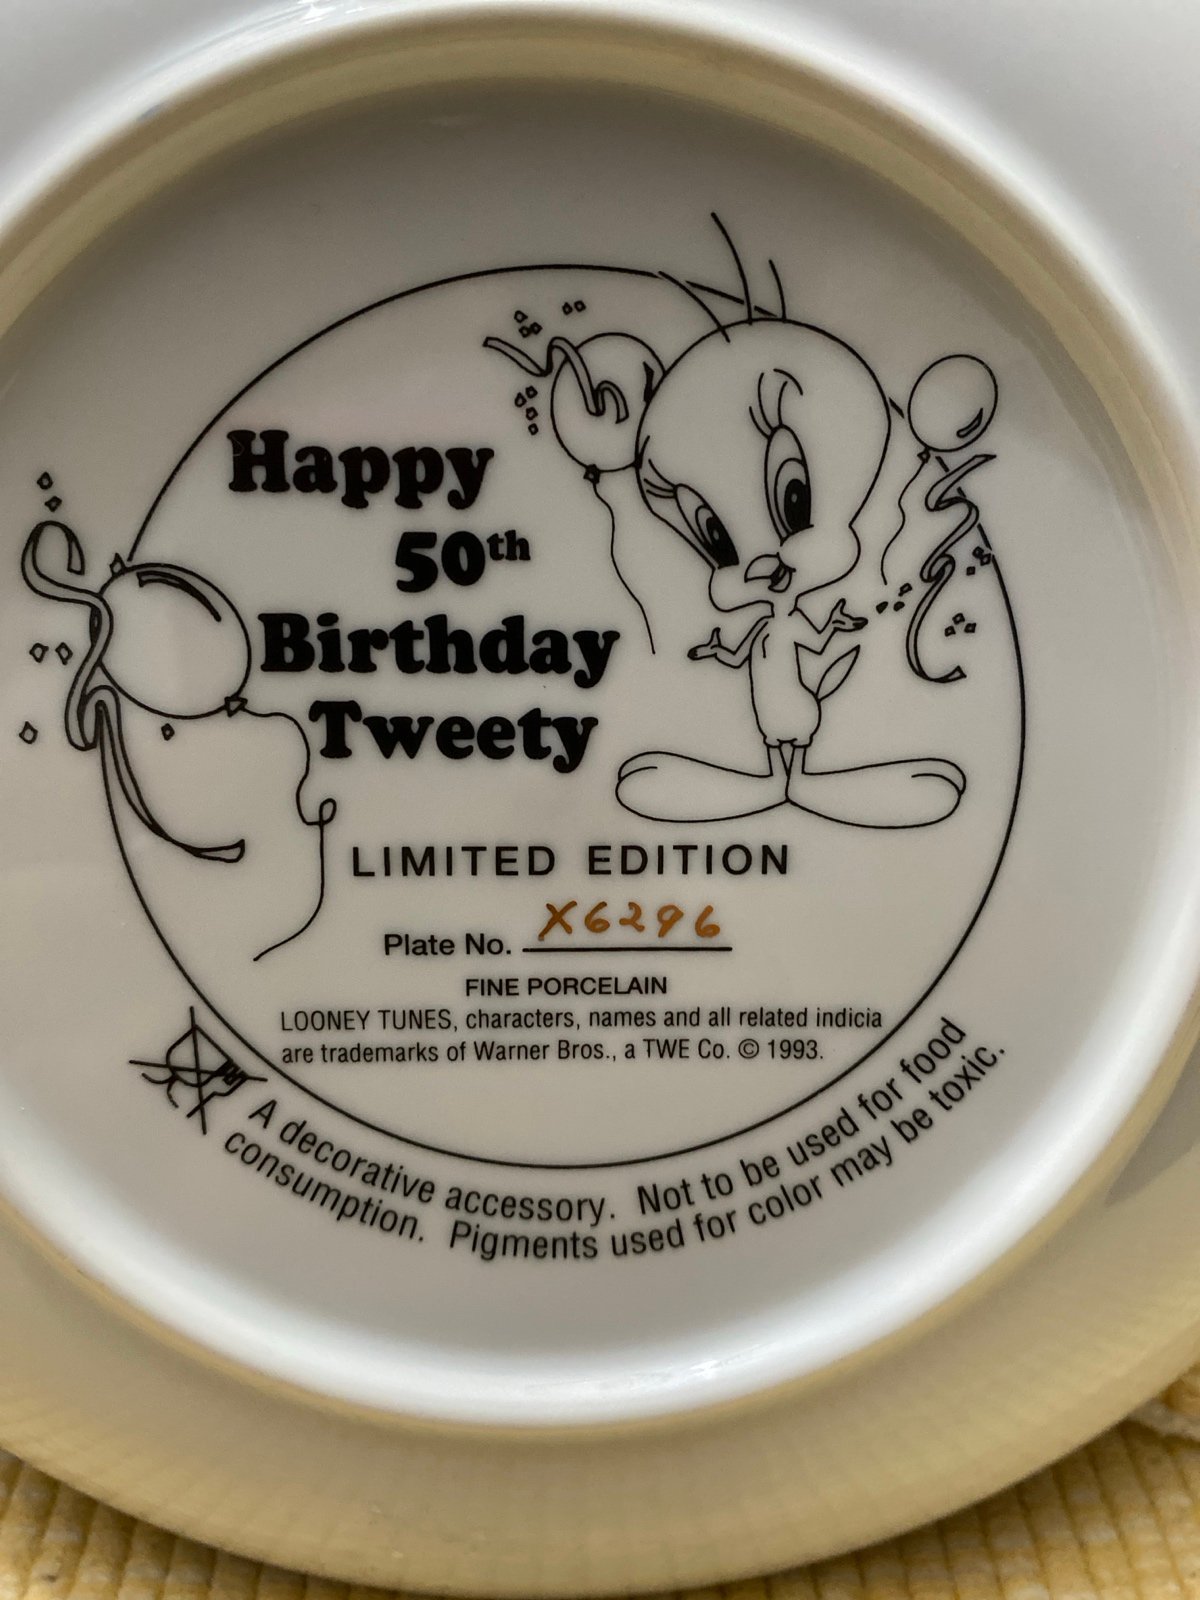 Happy
50th
Birthday
Tweety
LIMITED EDITION
Plate No. X6296
FINE PORCELAIN
LOONEY TUNES, characters, names and all related indicia
are trademarks of Warner Bros., a TWE Co. © 1993.
A decorative accessory. Not to be used for food
consumption. Pigments used for color may be toxic.